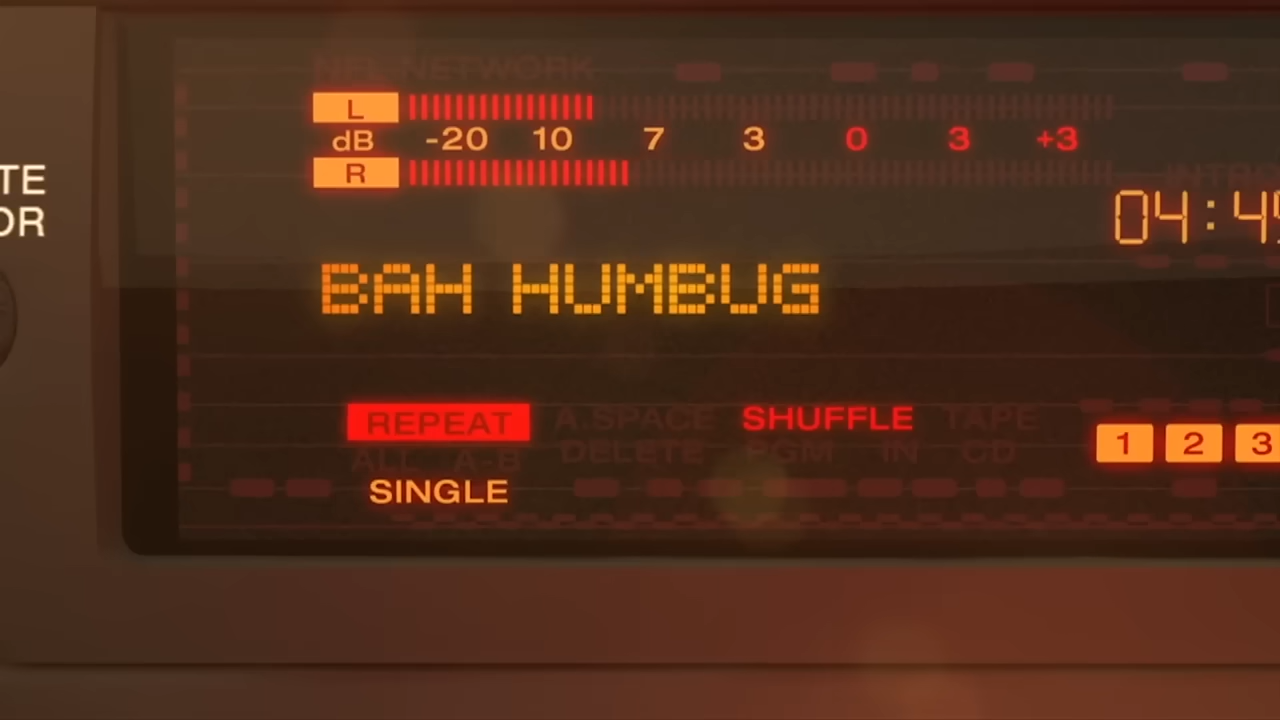 L
dB -20 10 7 3 0 3 +3
R
TE
OR
04:4
BAH HUMBUG
REPEAT A.SPACE SHUFFLE TAPE
ALL A-B DELETE PGM IN CD
SINGLE
1 2 3